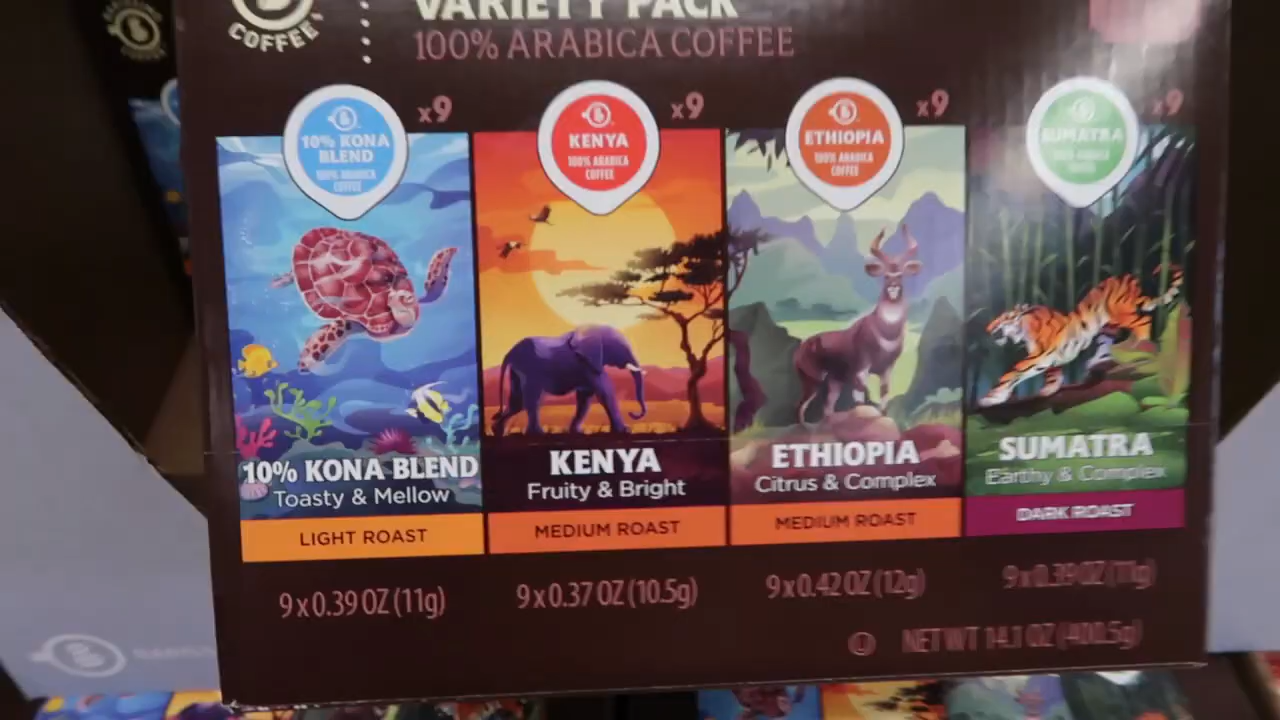 COFFEE
VARIETY PACK
100% ARABICA COFFEE
x9
x9
x9
x9
10% KONA
BLEND
100% ARABICA
COFFEE
KENYA
100% ARABICA
COFFEE
ETHIOPIA
100% ARABICA
COFFEE
SUMATRA
100% ARABICA
COFFEE
10% KONA BLEND
Toasty & Mellow
LIGHT ROAST
KENYA
Fruity & Bright
MEDIUM ROAST
ETHIOPIA
Citrus & Complex
MEDIUM ROAST
SUMATRA
Earthy & Complex
DARK ROAST
9 x 0.39 OZ (11g)
9 x 0.37 OZ (10.5g)
9 x 0.42 OZ (12g)
9 x 0.39 OZ (11g)
NET WT 14.1 OZ (400.5g)